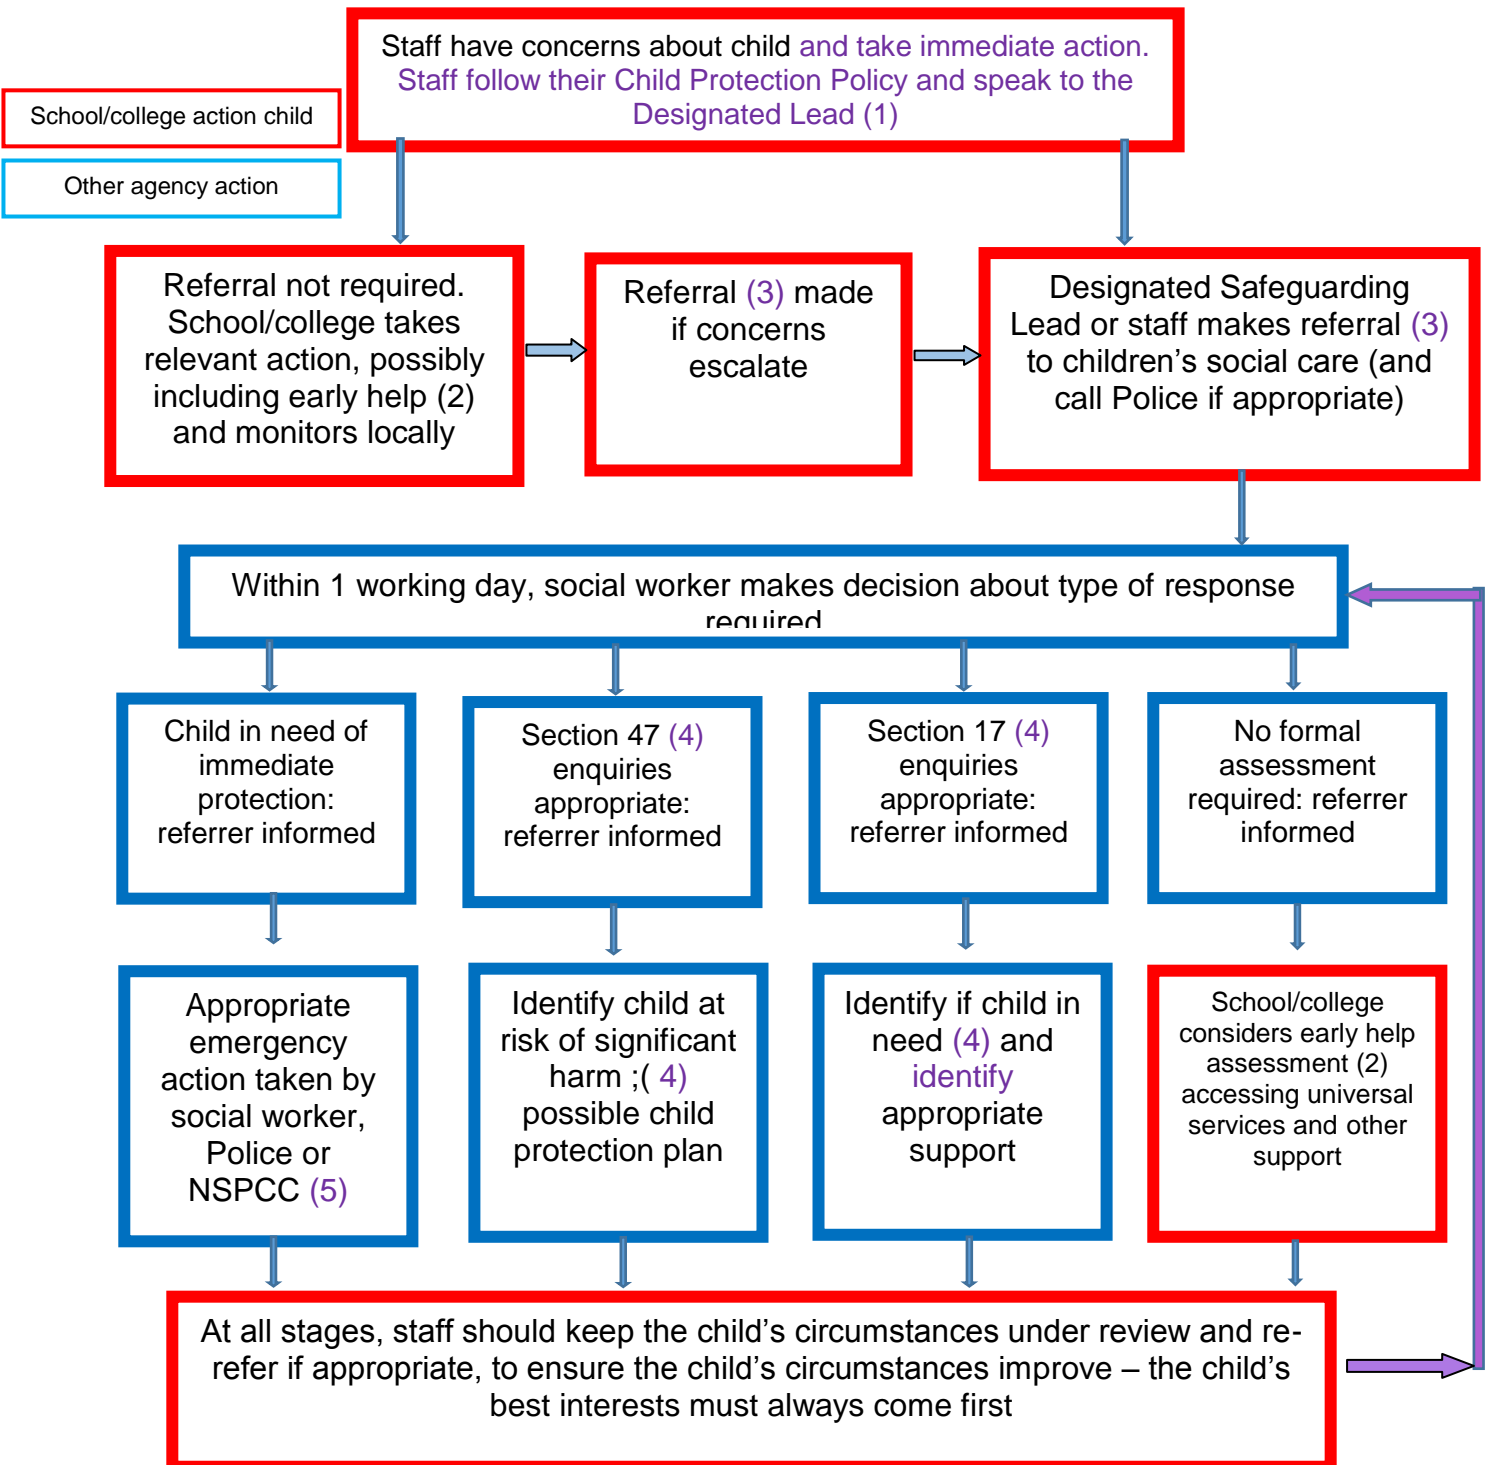 Staff have concerns about child and take immediate action.
Staff follow their Child Protection Policy and speak to the
Designated Lead (1)
School/college action child
Other agency action
Referral not required.
School/college takes
relevant action, possibly
including early help (2)
and monitors locally
Referral (3) made
if concerns
escalate
Designated Safeguarding
Lead or staff makes referral (3)
to children’s social care (and
call Police if appropriate)
Within 1 working day, social worker makes decision about type of response
required
Child in need of
immediate
protection:
referrer informed
Section 47 (4)
enquiries
appropriate:
referrer informed
Section 17 (4)
enquiries
appropriate:
referrer informed
No formal
assessment
required: referrer
informed
Appropriate
emergency
action taken by
social worker,
Police or
NSPCC (5)
Identify child at
risk of significant
harm ;( 4)
possible child
protection plan
Identify if child in
need (4) and
identify
appropriate
support
School/college
considers early help
assessment (2)
accessing universal
services and other
support
At all stages, staff should keep the child’s circumstances under review and re-
refer if appropriate, to ensure the child’s circumstances improve – the child’s
best interests must always come first